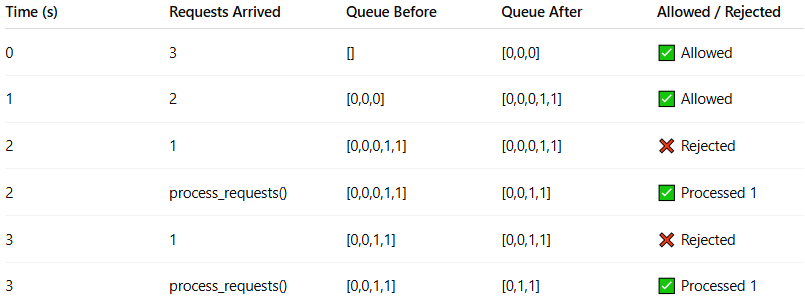 Time (s) Requests Arrived Queue Before Queue After Allowed / Rejected
0 3 [] [0,0,0] ✅ Allowed
1 2 [0,0,0] [0,0,0,1,1] ✅ Allowed
2 1 [0,0,0,1,1] [0,0,0,1,1] ❌ Rejected
2 process_requests() [0,0,0,1,1] [0,0,1,1] ✅ Processed 1
3 1 [0,0,1,1] [0,0,1,1] ❌ Rejected
3 process_requests() [0,0,1,1] [0,1,1] ✅ Processed 1